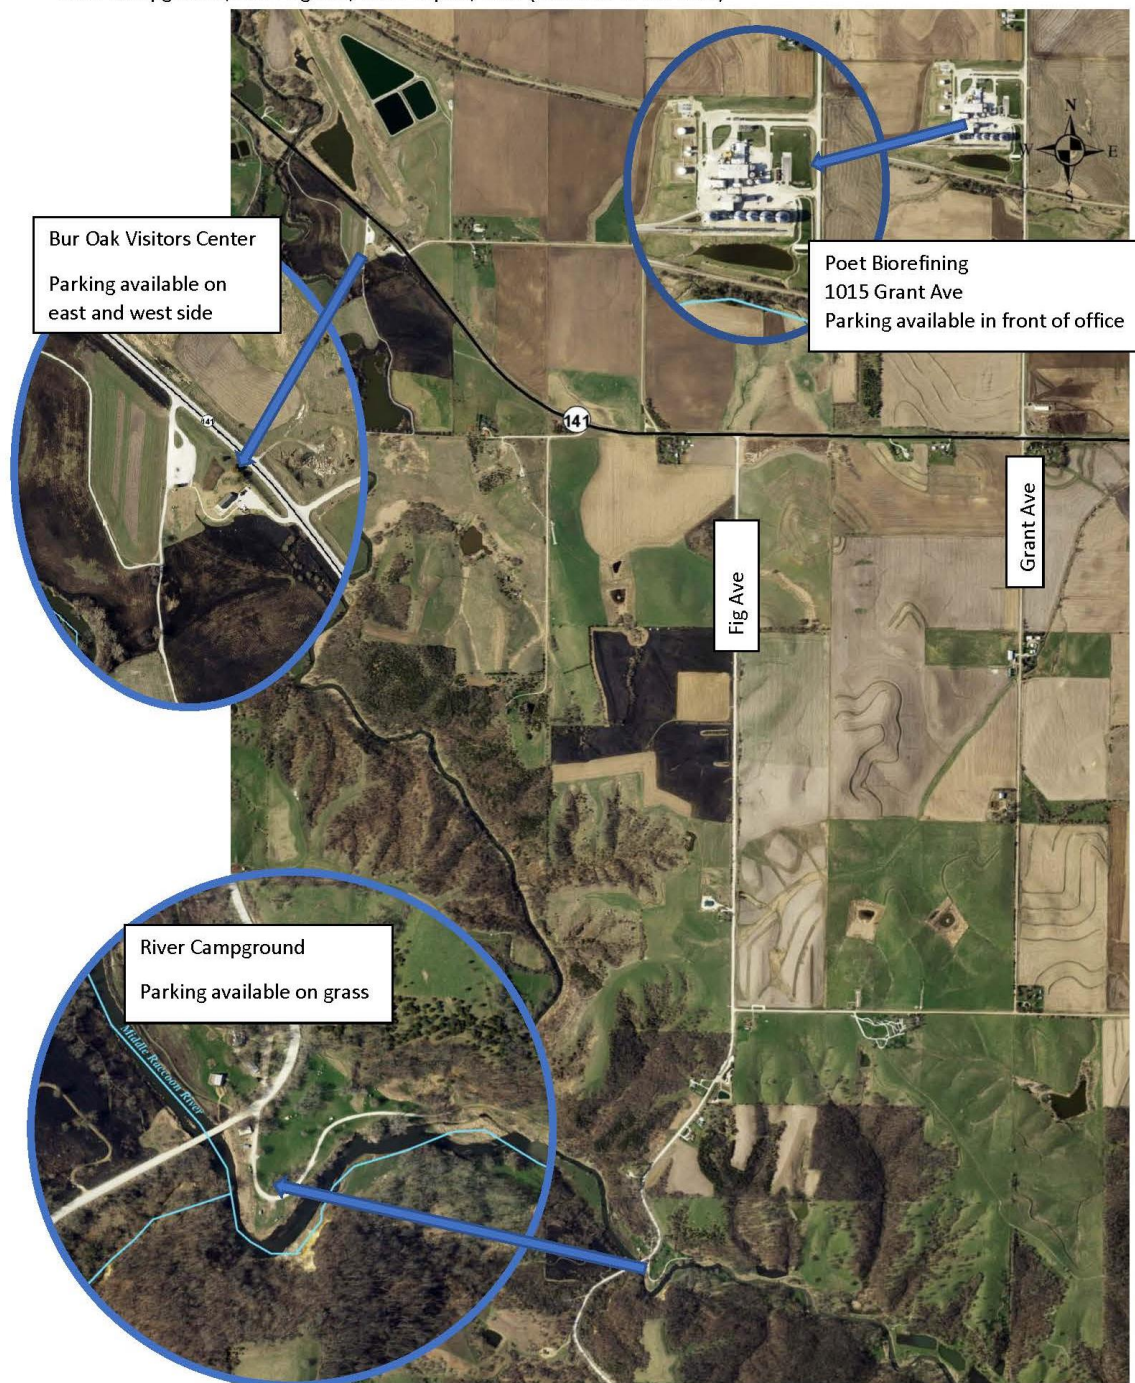 N
W
E
S
Bur Oak Visitors Center
Parking available on
east and west side
Poet Biorefining
1015 Grant Ave
Parking available in front of office
141
141
Fig Ave
Grant Ave
River Campground
Parking available on grass
Middle Raccoon River